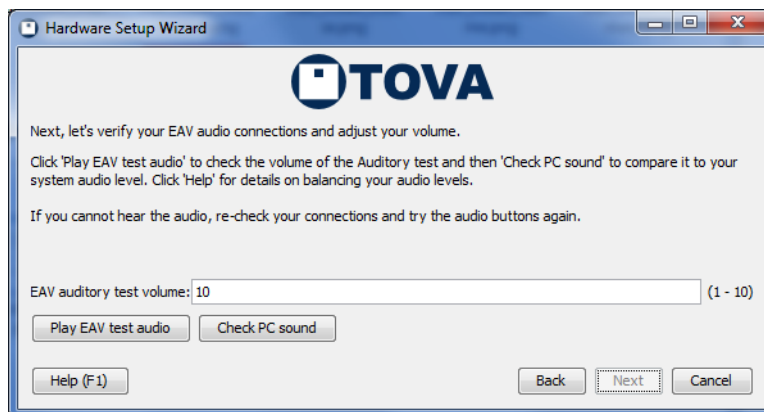 Hardware Setup Wizard
TOVA
Next, let's verify your EAV audio connections and adjust your volume.
Click 'Play EAV test audio' to check the volume of the Auditory test and then 'Check PC sound' to compare it to your
system audio level. Click 'Help' for details on balancing your audio levels.
If you cannot hear the audio, re-check your connections and try the audio buttons again.
EAV auditory test volume: 10 (1 - 10)
Play EAV test audio Check PC sound
Help (F1) Back Next Cancel